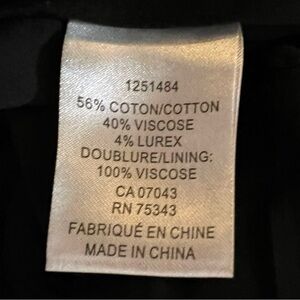 1251484
56% COTON/COTTON
40% VISCOSE
4% LUREX
DOUBLURE/LINING:
100% VISCOSE
CA 07043
RN 75343
FABRIQUÉ EN CHINE
MADE IN CHINA